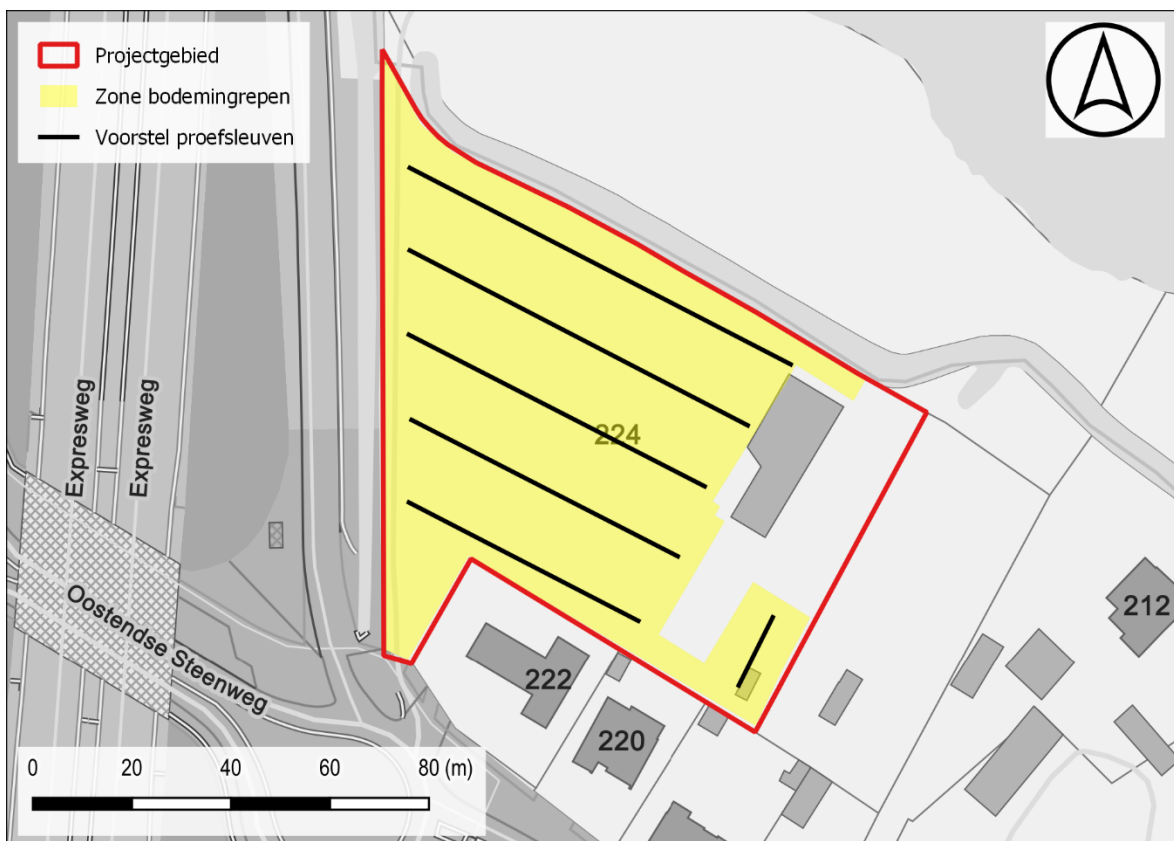 Projectgebied
Zone bodemingrepen
Voorstel proefsleuven
Expresweg
Expresweg
224
Oostendse Steenweg
222
220
212
0 20 40 60 80 (m)